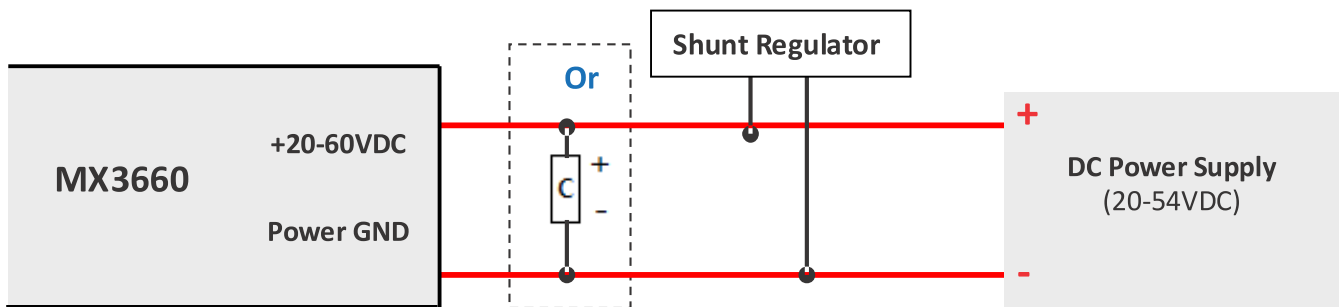 Shunt Regulator
Or
+
+20-60VDC
MX3660
C
+
-
Power GND
DC Power Supply
(20-54VDC)
-